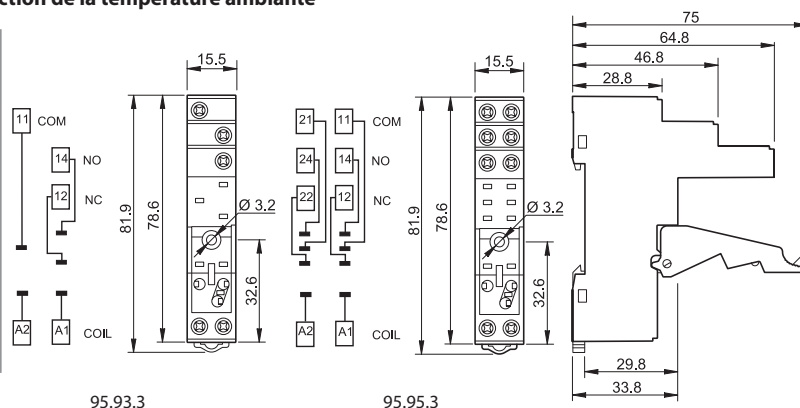 ction de la température ambiante
75
64.8
46.8
28.8
15.5
15.5
11 COM
14 NO
12 NC
A2 A1 COIL
81.9
78.6
Ø 3.2
32.6
21 11 COM
24 14 NO
22 12 NC
A2 A1 COIL
81.9
78.6
Ø 3.2
32.6
29.8
33.8
95.93.3
95.95.3